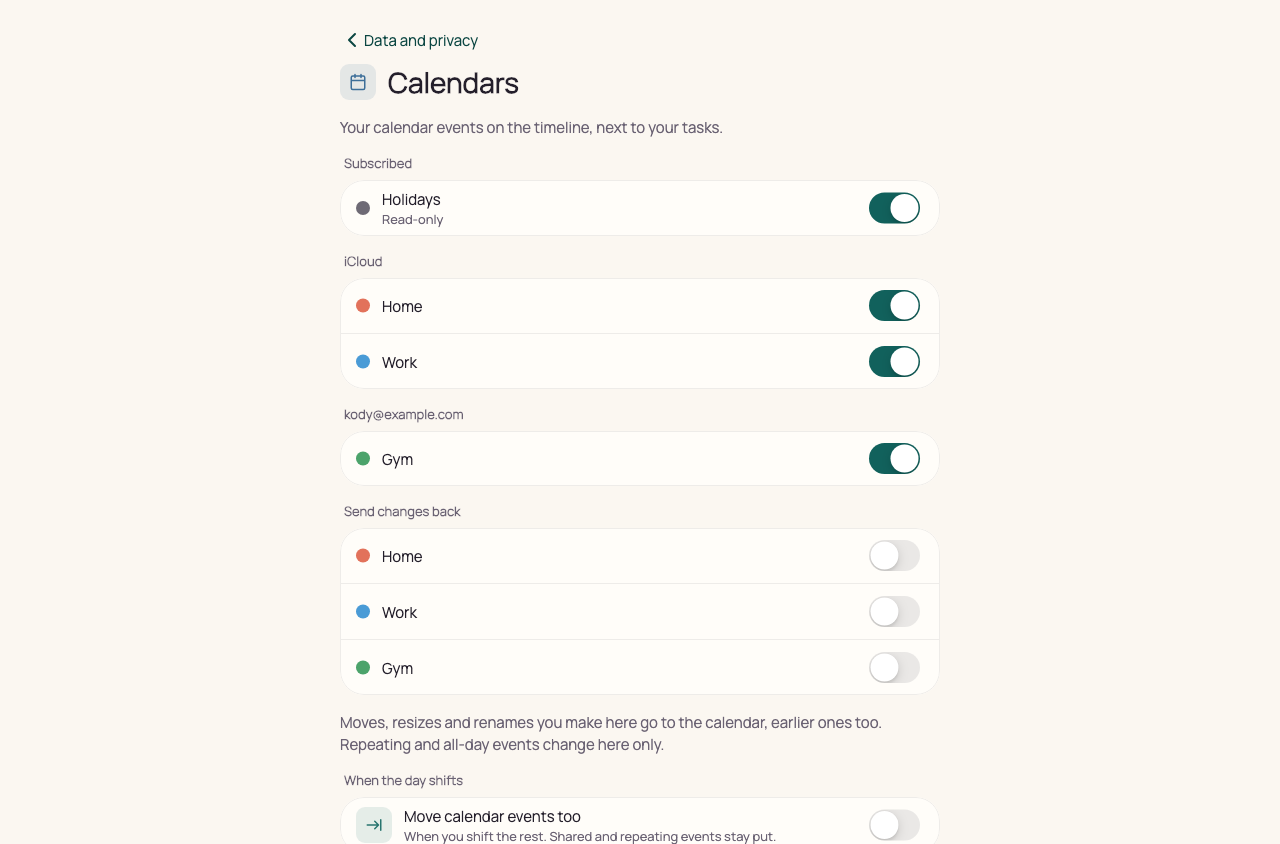 Data and privacy
Calendars
Your calendar events on the timeline, next to your tasks.
Subscribed
Holidays
Read-only
iCloud
Home
Work
kody@example.com
Gym
Send changes back
Home
Work
Gym
Moves, resizes and renames you make here go to the calendar, earlier ones too.
Repeating and all-day events change here only.
When the day shifts
Move calendar events too
When you shift the rest. Shared and repeating events stay put.